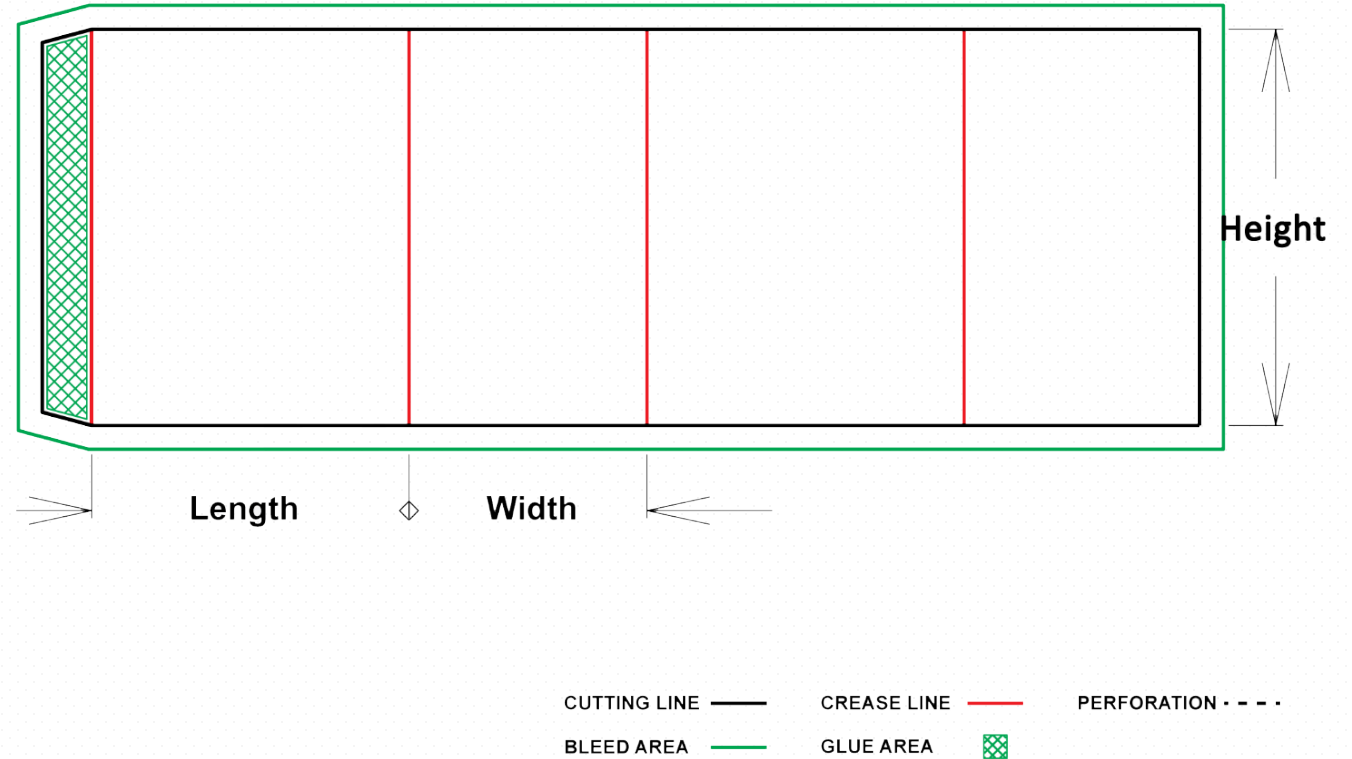 Height
Length Width
CUTTING LINE CREASE LINE PERFORATION
BLEED AREA GLUE AREA